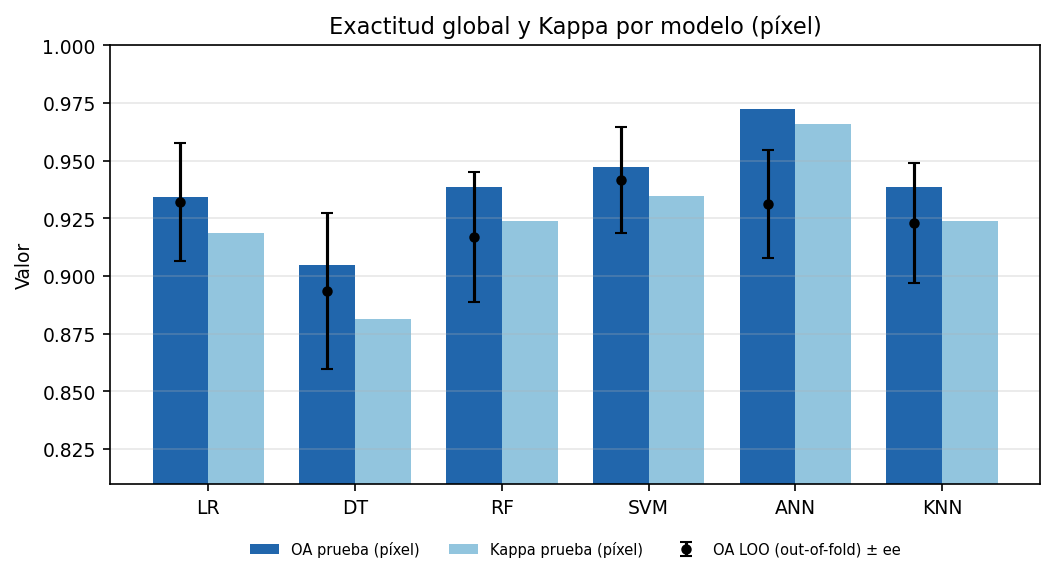 Exactitud global y Kappa por modelo (píxel)
1.000
0.975
0.950
0.925
0.900
0.875
0.850
0.825
Valor
LR DT RF SVM ANN KNN
OA prueba (píxel) Kappa prueba (píxel) OA LOO (out-of-fold) ± ee